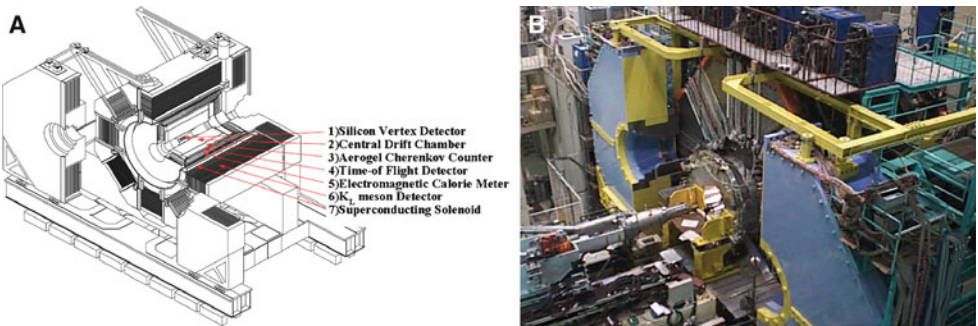 A
B
1)Silicon Vertex Detector
2)Central Drift Chamber
3)Aerogel Cherenkov Counter
4)Time-of Flight Detector
5)Electromagnetic Calorie Meter
6)K_L meson Detector
7)Superconducting Solenoid